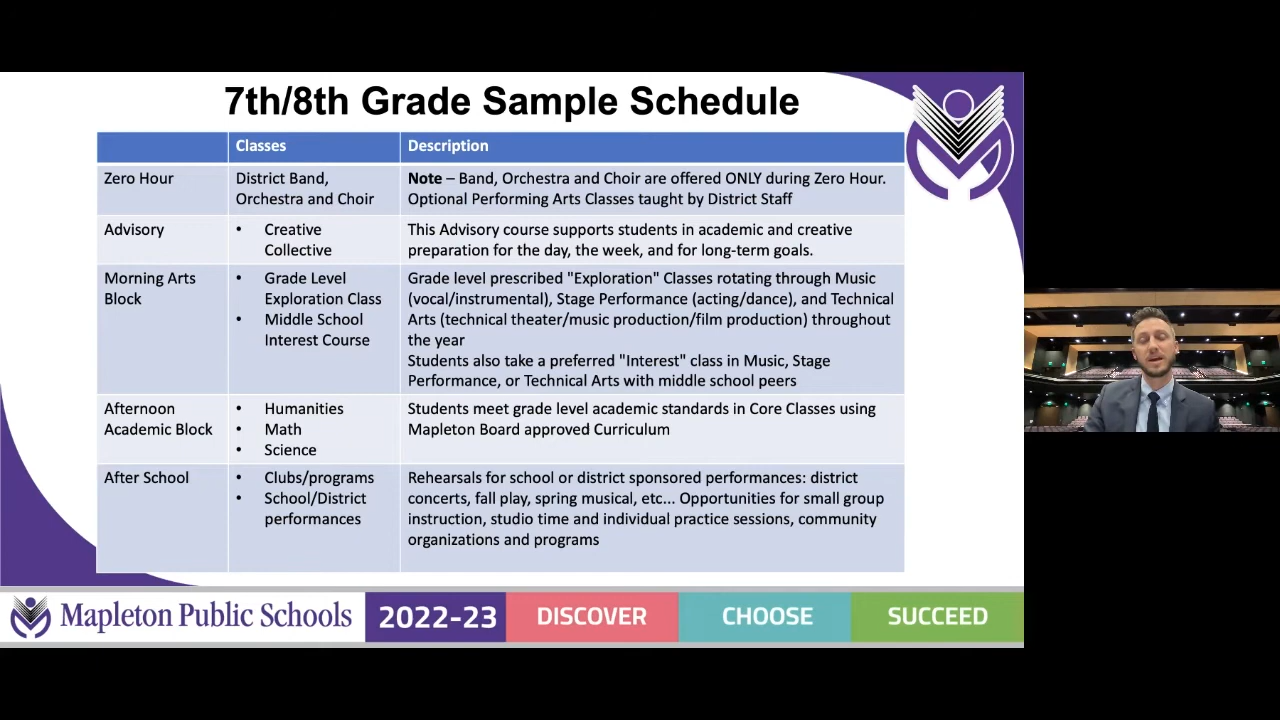 7th/8th Grade Sample Schedule
Classes
Description
Zero Hour
District Band,
Orchestra and Choir
Note – Band, Orchestra and Choir are offered ONLY during Zero Hour.
Optional Performing Arts Classes taught by District Staff
Advisory
• Creative
Collective
This Advisory course supports students in academic and creative
preparation for the day, the week, and for long-term goals.
Morning Arts
Block
• Grade Level
Exploration Class
• Middle School
Interest Course
Grade level prescribed "Exploration" Classes rotating through Music
(vocal/instrumental), Stage Performance (acting/dance), and Technical
Arts (technical theater/music production/film production) throughout
the year
Students also take a preferred "Interest" class in Music, Stage
Performance, or Technical Arts with middle school peers
Afternoon
Academic Block
• Humanities
• Math
• Science
Students meet grade level academic standards in Core Classes using
Mapleton Board approved Curriculum
After School
• Clubs/programs
• School/District
performances
Rehearsals for school or district sponsored performances: district
concerts, fall play, spring musical, etc... Opportunities for small group
instruction, studio time and individual practice sessions, community
organizations and programs
Mapleton Public Schools
2022-23
DISCOVER
CHOOSE
SUCCEED